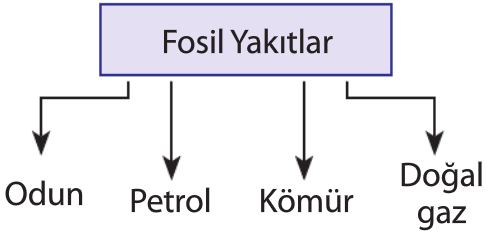 Fosil Yakıtlar
Odun
Petrol
Kömür
Doğal
gaz